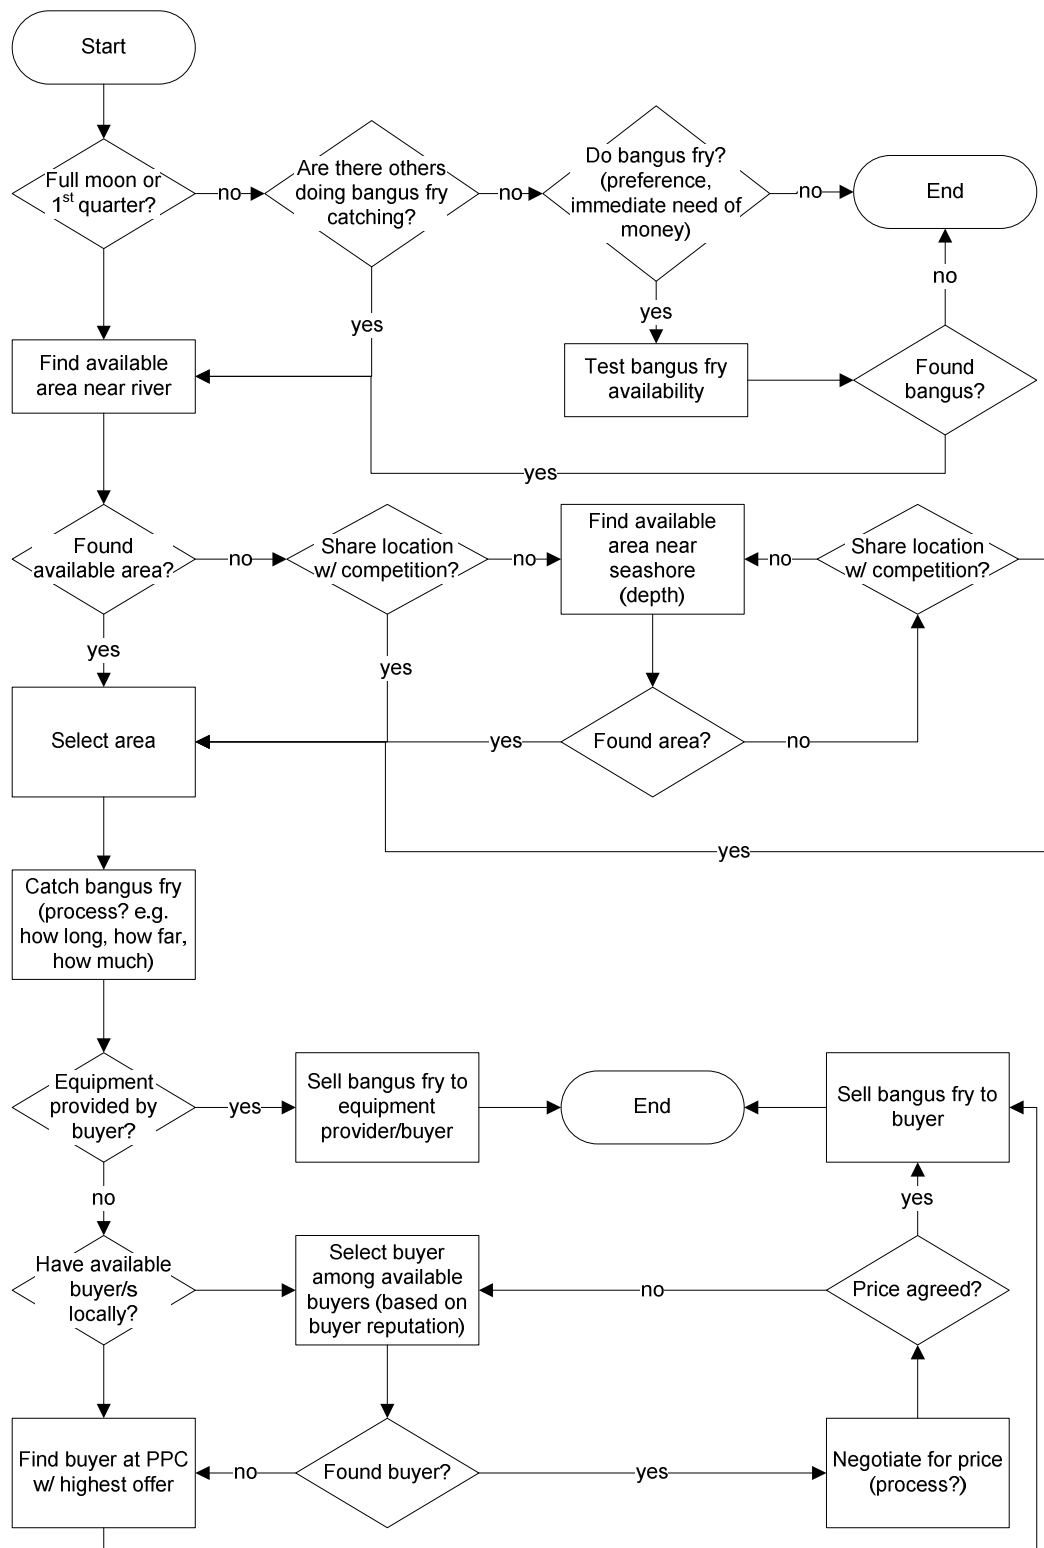 Start
Full moon or
1st quarter?
no
Are there others
doing bangus fry
catching?
no
Do bangus fry?
(preference,
immediate need of
money)
no
End
yes
yes
no
Find available
area near river
Test bangus fry
availability
Found
bangus?
yes
Found
available area?
no
Share location
w/ competition?
no
Find available
area near
seashore
(depth)
no
Share location
w/ competition?
yes
yes
Select area
yes
Found area?
no
yes
Catch bangus fry
(process? e.g.
how long, how far,
how much)
Equipment
provided by
buyer?
yes
Sell bangus fry to
equipment
provider/buyer
End
Sell bangus fry to
buyer
no
yes
Have available
buyer/s
locally?
Select buyer
among available
buyers (based on
buyer reputation)
no
Price agreed?
Find buyer at PPC
w/ highest offer
no
Found buyer?
yes
Negotiate for price
(process?)